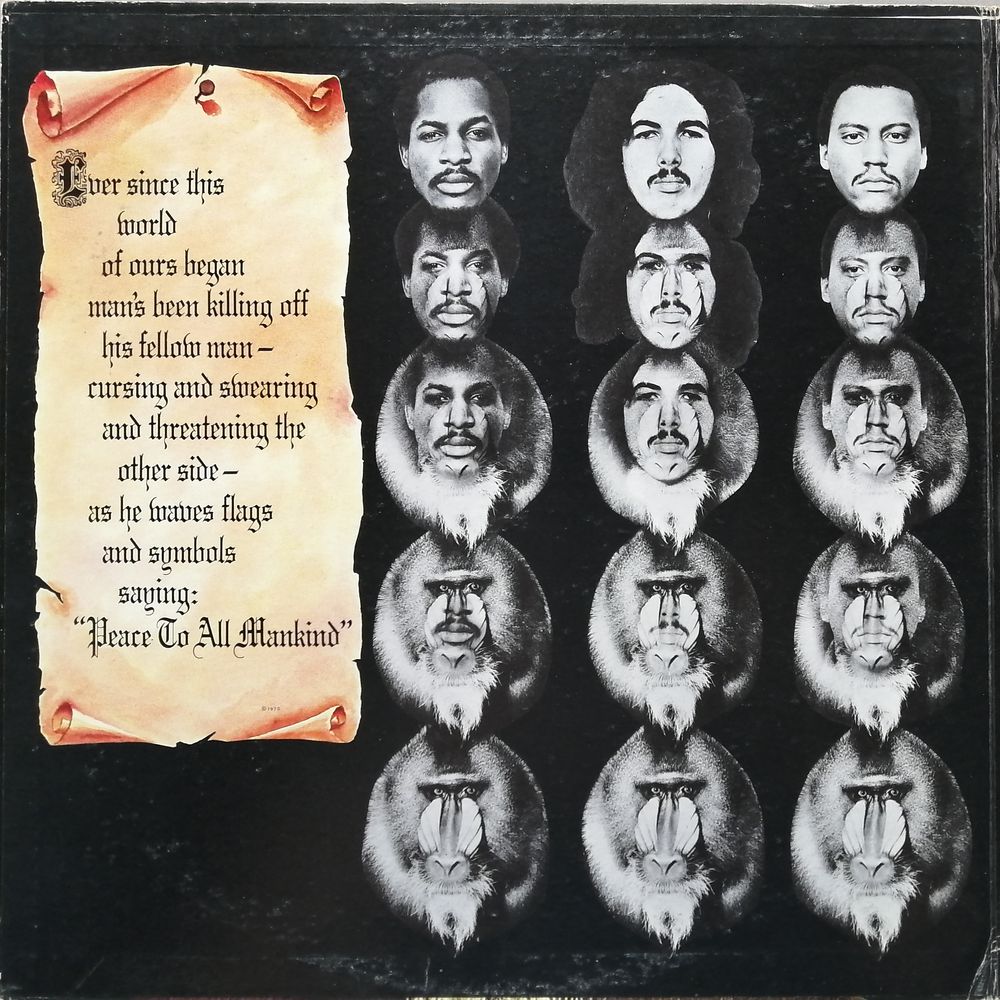 Ever since this
world
of ours began
man's been killing off
his fellow man –
cursing and swearing
and threatening the
other side –
as he waves flags
and symbols
saying:
“Peace To All Mankind”
© 1970